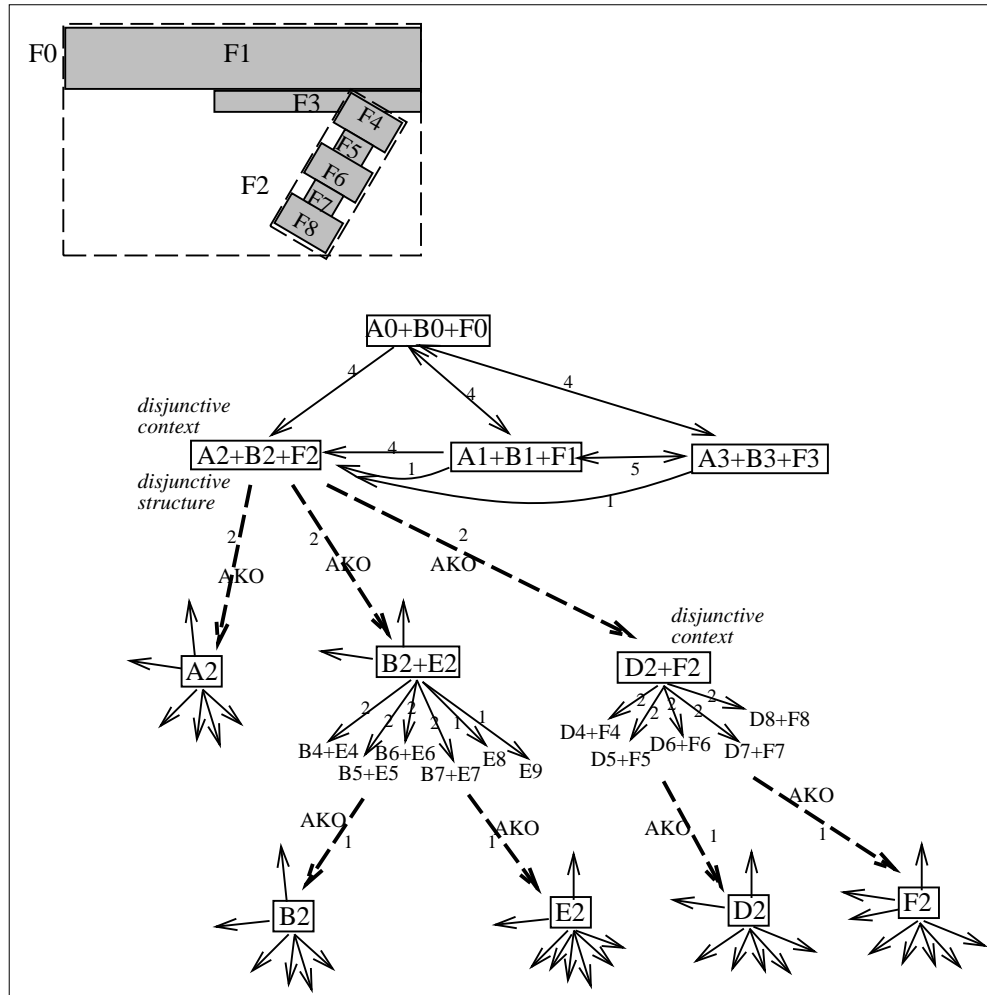 F0
F1
F3
F4
F5
F6
F2
F7
F8
A0+B0+F0
4
4
4
disjunctive
context
A2+B2+F2
4
A1+B1+F1
5
A3+B3+F3
1
1
disjunctive
structure
2
2
2
AKO
AKO
AKO
disjunctive
context
A2
B2+E2
D2+F2
2
2
2
2
1
1
2
2
2
2
2
B4+E4
B5+E5
B6+E6
B7+E7
E8
E9
D4+F4
D5+F5
D6+F6
D7+F7
D8+F8
AKO
1
AKO
1
AKO
1
AKO
1
B2
E2
D2
F2